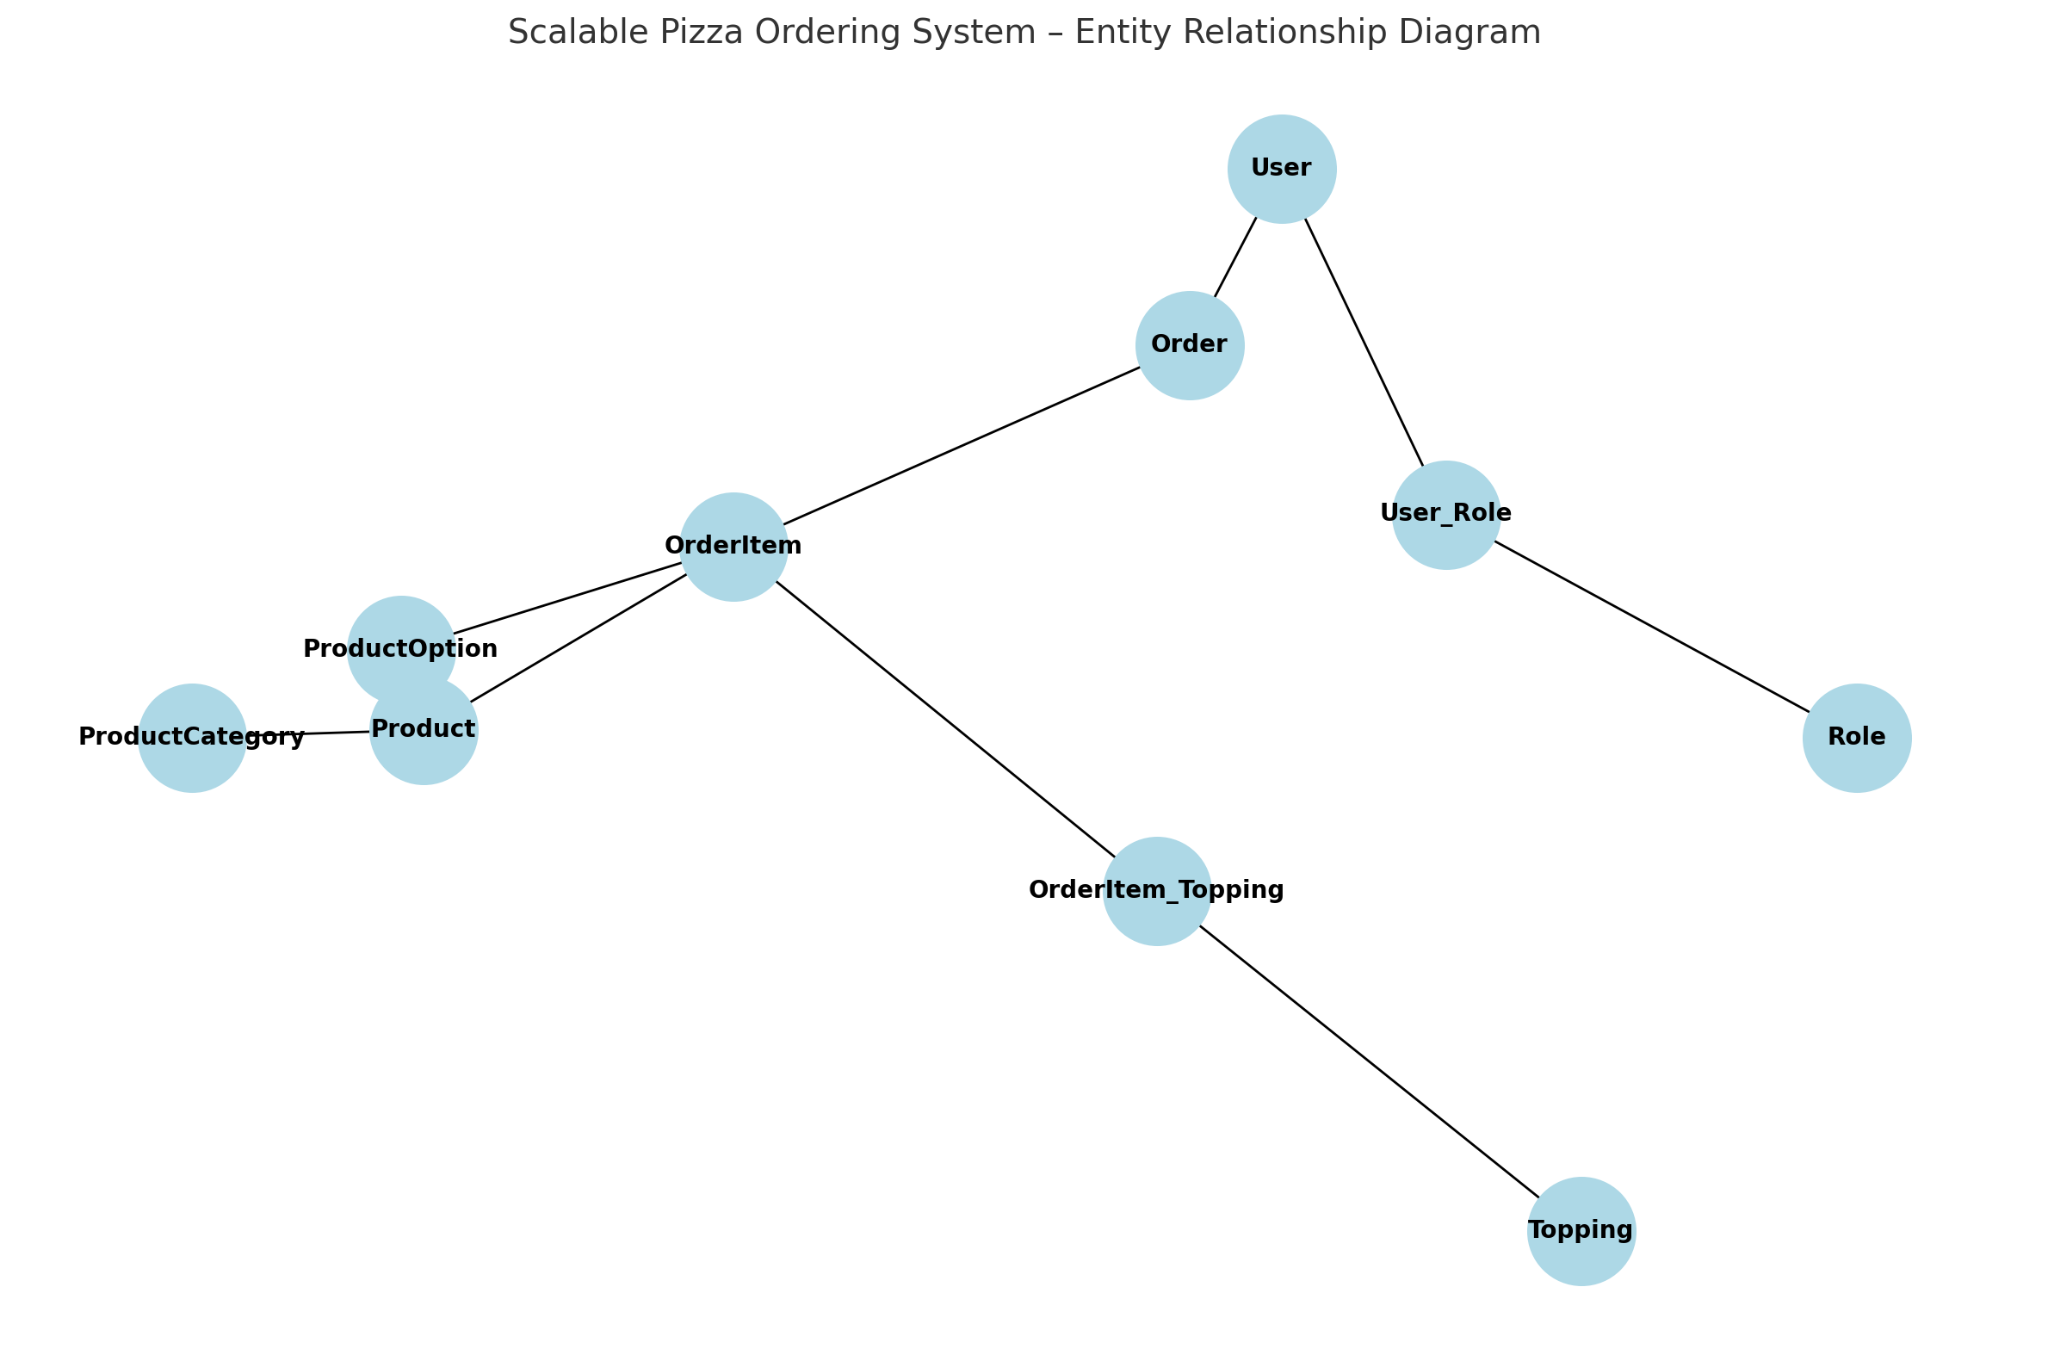 Scalable Pizza Ordering System – Entity Relationship Diagram
User
Order
User_Role
OrderItem
ProductOption
Product
ProductCategory
Role
OrderItem_Topping
Topping